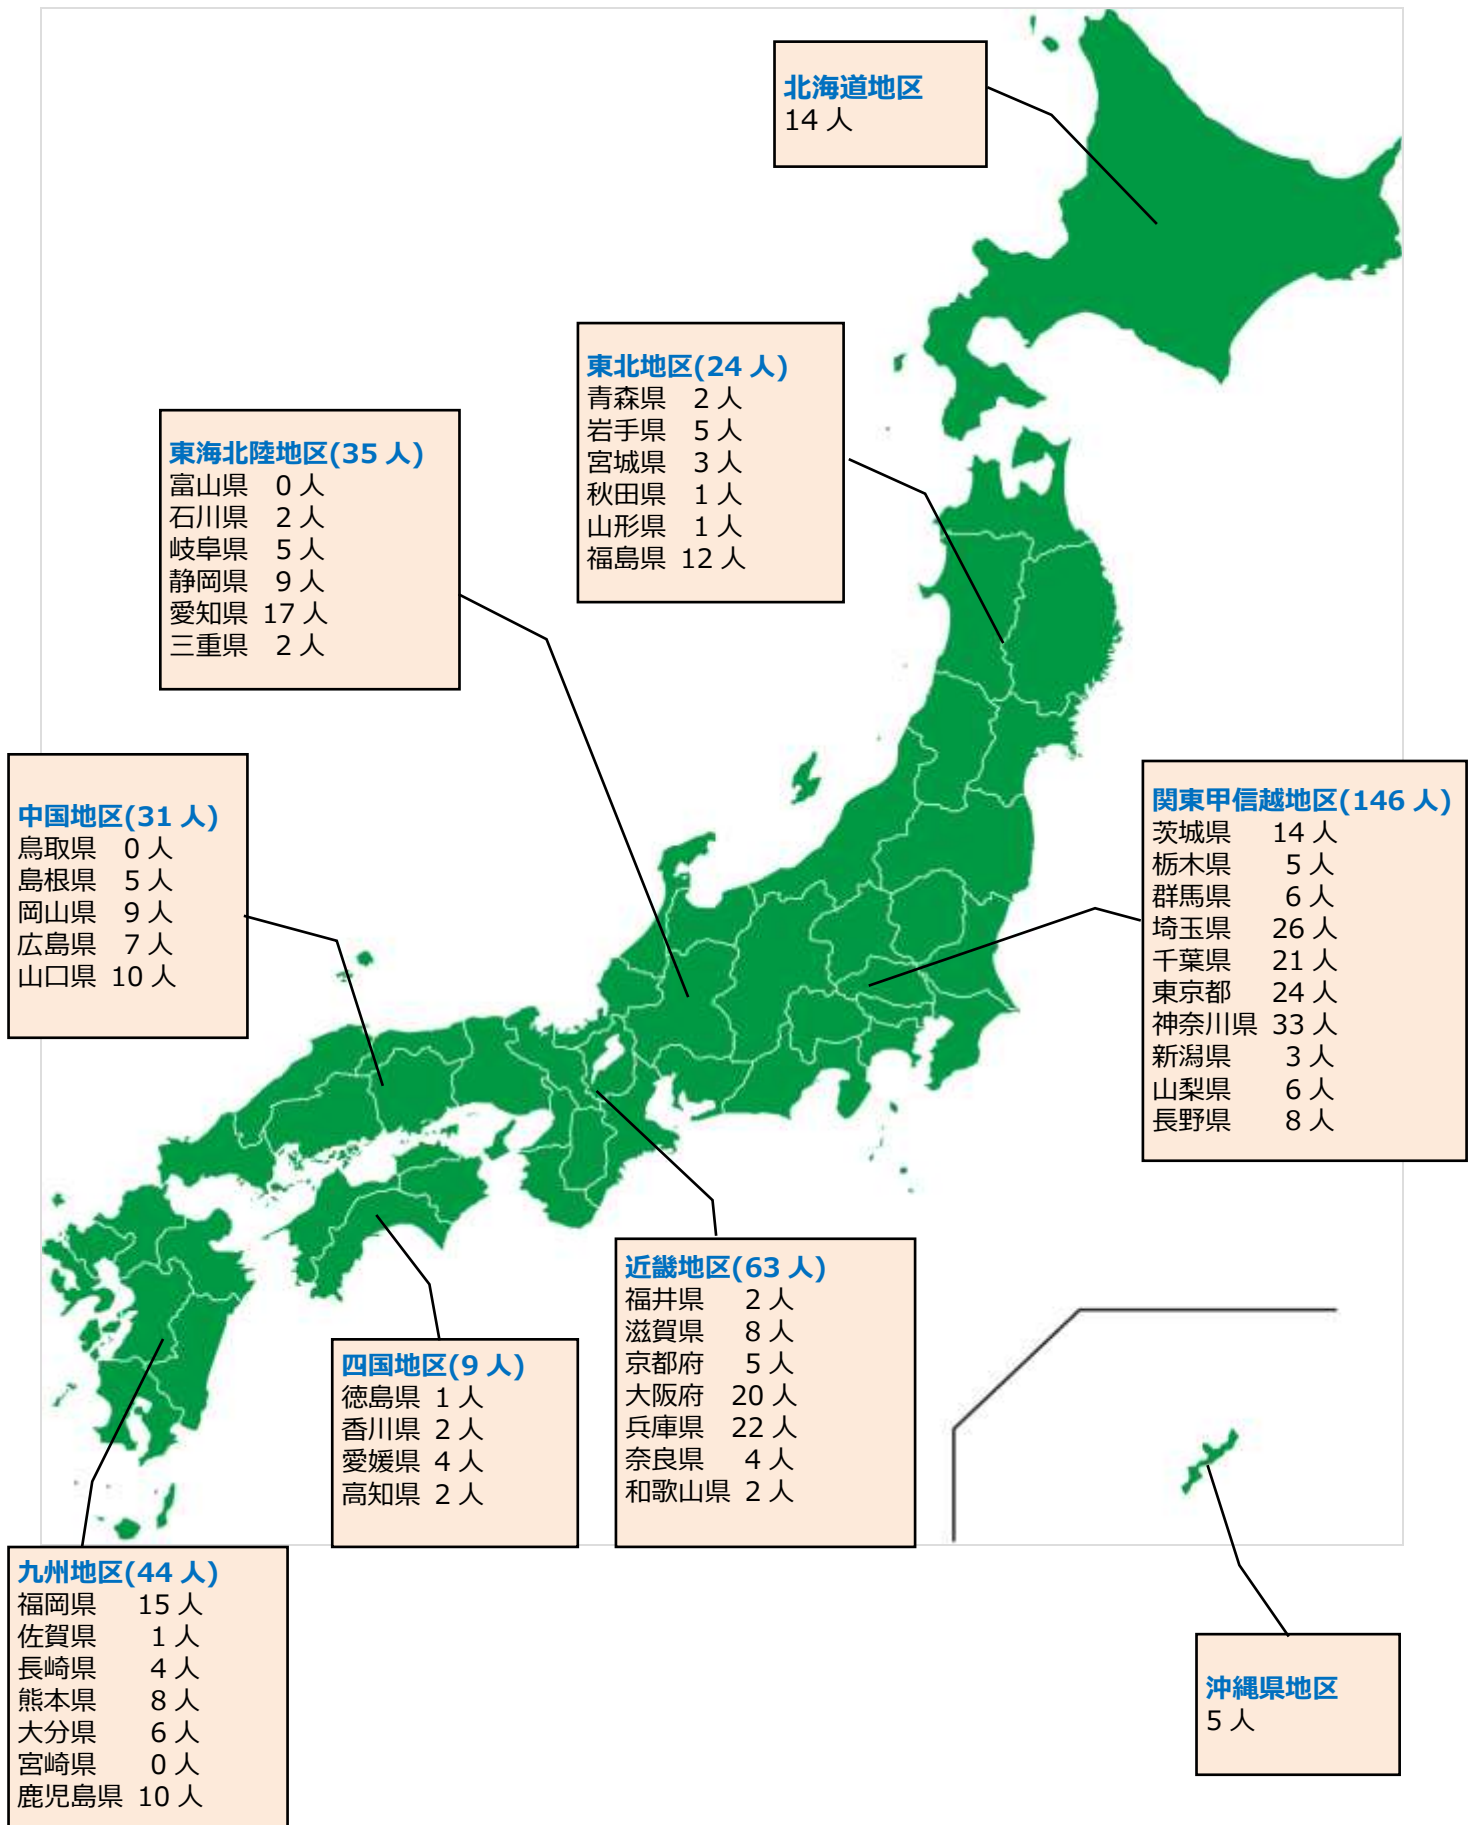 北海道地区
14 人
東北地区(24 人)
青森県 2 人
岩手県 5 人
宮城県 3 人
秋田県 1 人
山形県 1 人
福島県 12 人
東海北陸地区(35 人)
富山県 0 人
石川県 2 人
岐阜県 5 人
静岡県 9 人
愛知県 17 人
三重県 2 人
中国地区(31 人)
鳥取県 0 人
島根県 5 人
岡山県 9 人
広島県 7 人
山口県 10 人
関東甲信越地区(146 人)
茨城県 14 人
栃木県 5 人
群馬県 6 人
埼玉県 26 人
千葉県 21 人
東京都 24 人
神奈川県 33 人
新潟県 3 人
山梨県 6 人
長野県 8 人
近畿地区(63 人)
福井県 2 人
滋賀県 8 人
京都府 5 人
大阪府 20 人
兵庫県 22 人
奈良県 4 人
和歌山県 2 人
四国地区(9 人)
徳島県 1 人
香川県 2 人
愛媛県 4 人
高知県 2 人
九州地区(44 人)
福岡県 15 人
佐賀県 1 人
長崎県 4 人
熊本県 8 人
大分県 6 人
宮崎県 0 人
鹿児島県 10 人
沖縄県地区
5 人